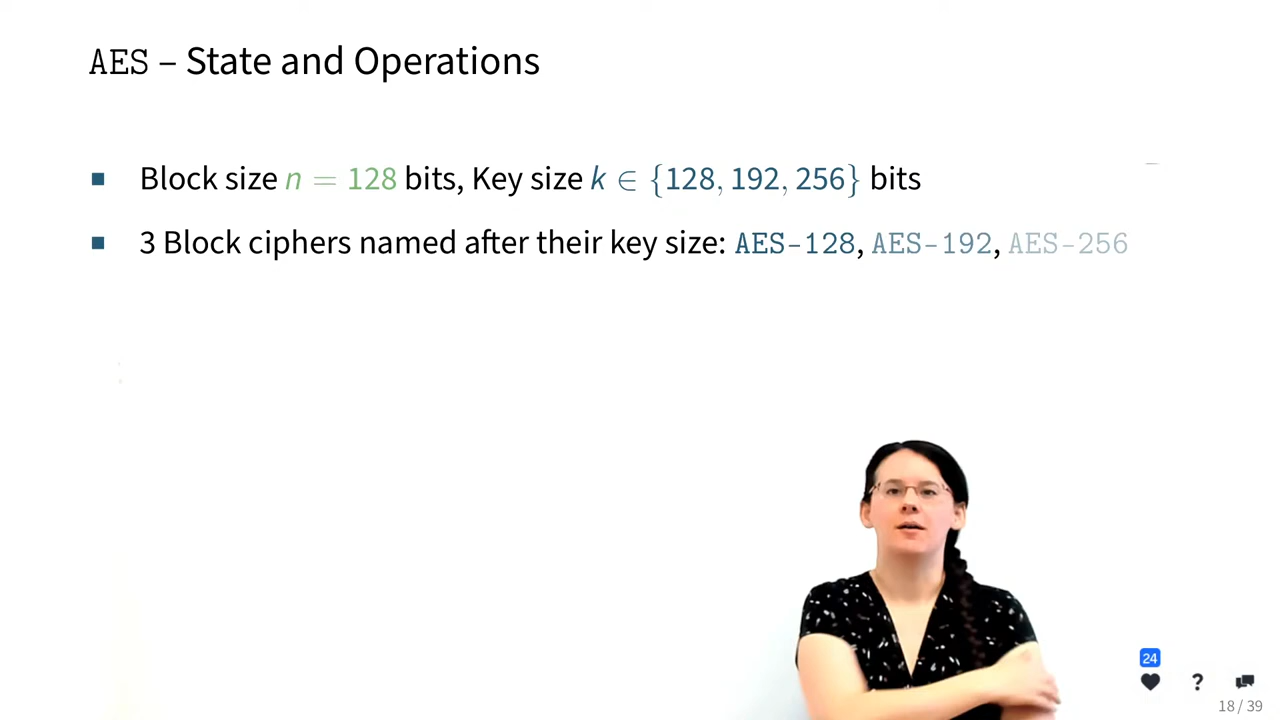 AES – State and Operations
Block size n = 128 bits, Key size k ∈ {128, 192, 256} bits
3 Block ciphers named after their key size: AES-128, AES-192, AES-256
24
?
18 / 39